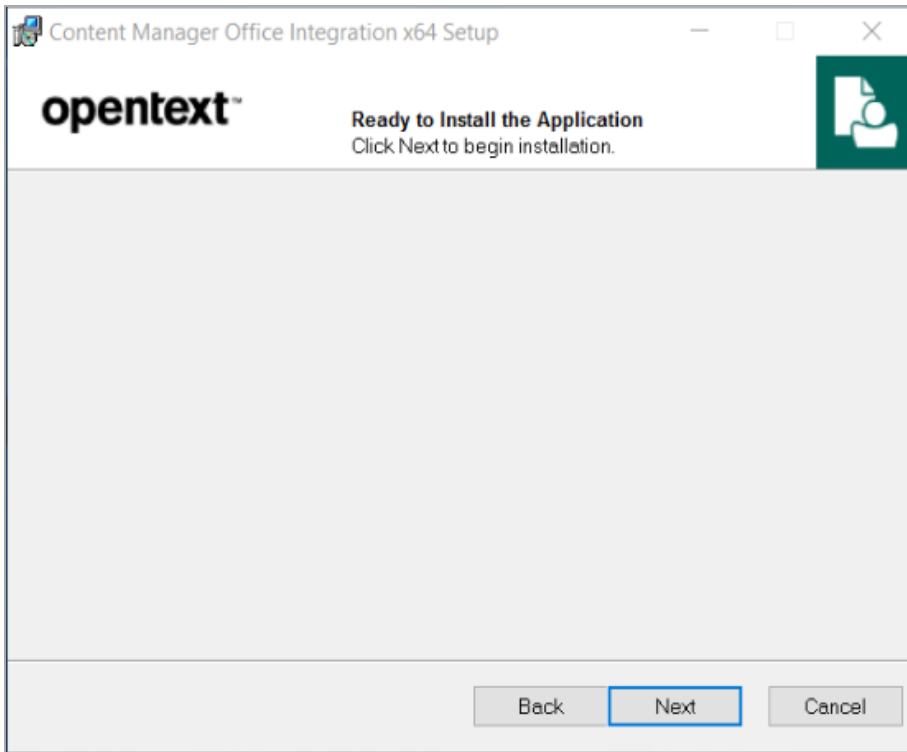 Content Manager Office Integration x64 Setup
opentext™
Ready to Install the Application
Click Next to begin installation.
Back
Next
Cancel